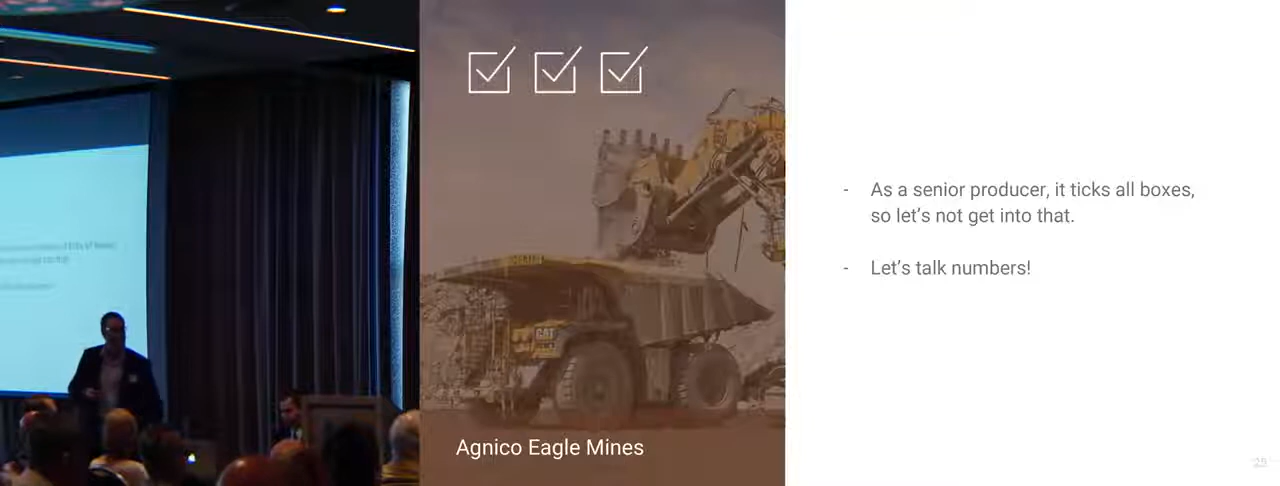 CAT
Agnico Eagle Mines
- As a senior producer, it ticks all boxes,
so let's not get into that.
- Let's talk numbers!